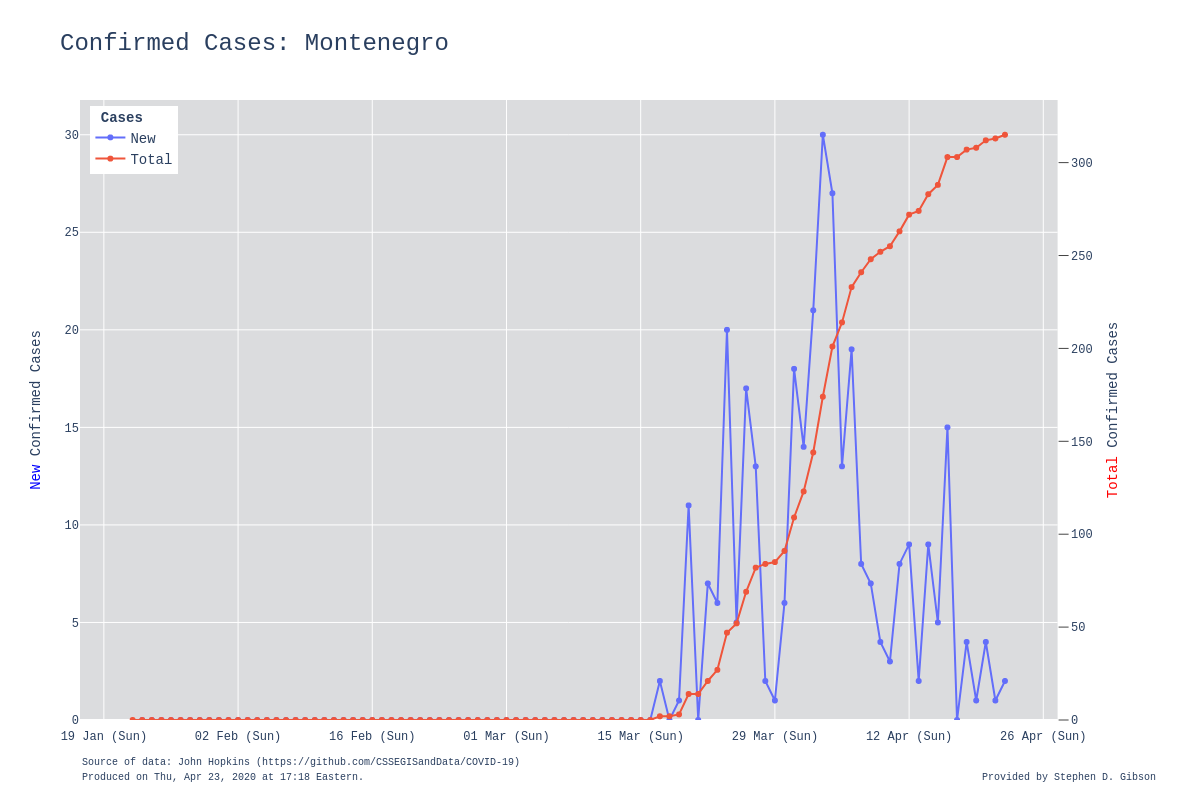 Confirmed Cases: Montenegro
Cases
New
Total
30
25
20
15
10
5
0
300
250
200
150
100
50
0
New Confirmed Cases
Total Confirmed Cases
19 Jan (Sun) 02 Feb (Sun) 16 Feb (Sun) 01 Mar (Sun) 15 Mar (Sun) 29 Mar (Sun) 12 Apr (Sun) 26 Apr (Sun)
Source of data: John Hopkins (https://github.com/CSSEGISandData/COVID-19)
Produced on Thu, Apr 23, 2020 at 17:18 Eastern.
Provided by Stephen D. Gibson